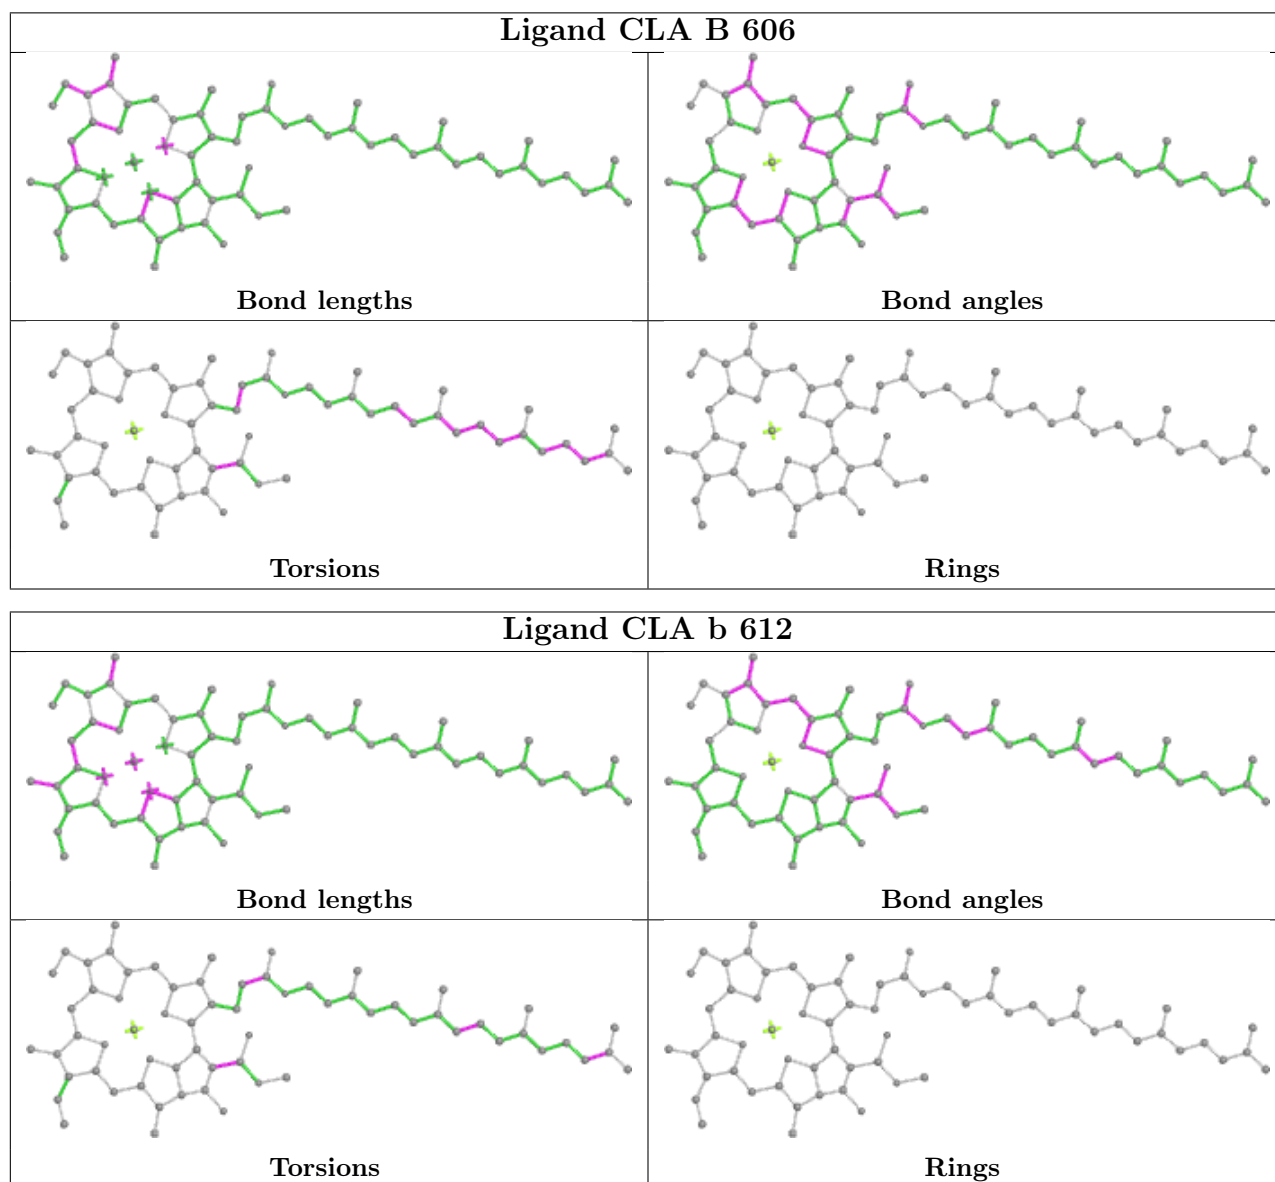 Ligand CLA B 606
Bond lengths
Bond angles
Torsions
Rings
Ligand CLA b 612
Bond lengths
Bond angles
Torsions
Rings